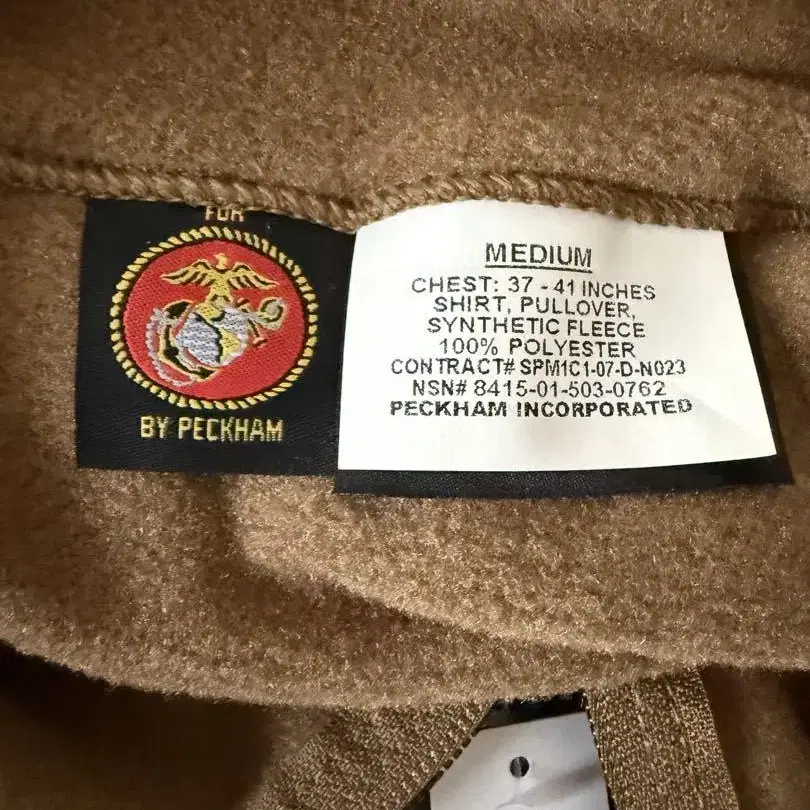 FOR
BY PECKHAM
MEDIUM
CHEST: 37 - 41 INCHES
SHIRT, PULLOVER,
SYNTHETIC FLEECE
100% POLYESTER
CONTRACT# SPM1C1-07-D-N023
NSN# 8415-01-503-0762
PECKHAM INCORPORATED